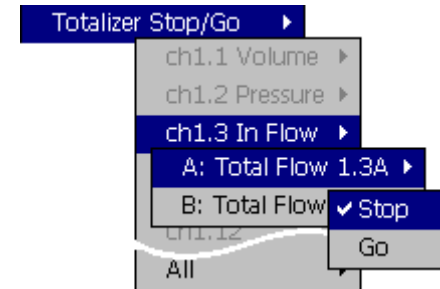 Totalizer Stop/Go
ch1.1 Volume
ch1.2 Pressure
ch1.3 In Flow
A: Total Flow 1.3A
B: Total Flow
Stop
ch1.12
Go
All